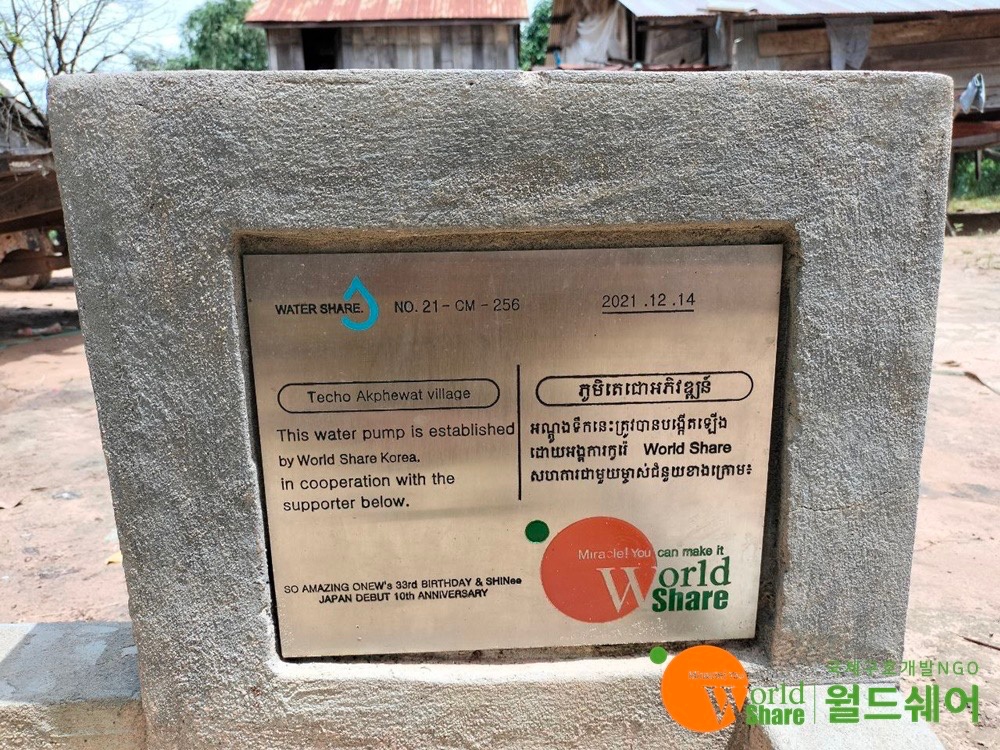 WATER SHARE.
NO. 21 - CM - 256
2021 .12 .14
Techo Akphewat village
This water pump is established
by World Share Korea.
in cooperation with the
supporter below.
ភូមិតេជោអភិវឌ្ឍន៍
អណ្តូងទឹកនេះត្រូវបានបង្កើតឡើង
ដោយអង្គការកូរ៉េ World Share
សហការជាមួយម្ចាស់ជំនួយខាងក្រោម៖
SO AMAZING ONEW's 33rd BIRTHDAY & SHINee
JAPAN DEBUT 10th ANNIVERSARY
Miracle! You can make it
World
Share
국제구호개발NGO
World
Share
월드쉐어